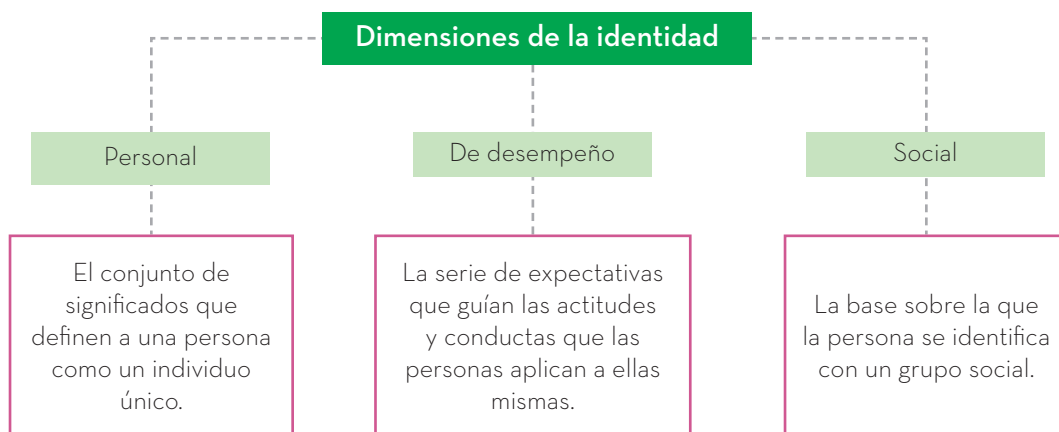 Dimensiones de la identidad
Personal
De desempeño
Social
El conjunto de
significados que
definen a una persona
como un individuo
único.
La serie de expectativas
que guían las actitudes
y conductas que las
personas aplican a ellas
mismas.
La base sobre la que
la persona se identifica
con un grupo social.